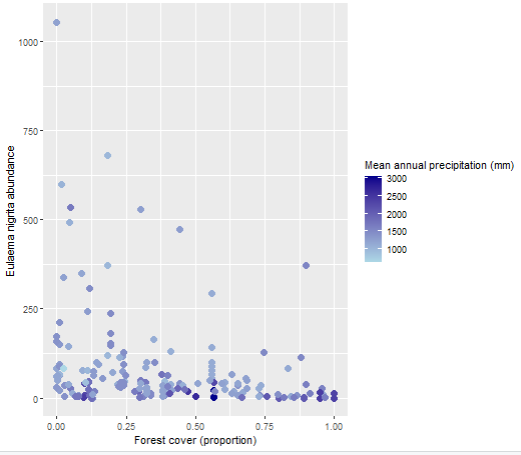 Eulaema nigrita abundance
1000
750
500
250
0
0.00 0.25 0.50 0.75 1.00
Forest cover (proportion)
Mean annual precipitation (mm)
3000
2500
2000
1500
1000